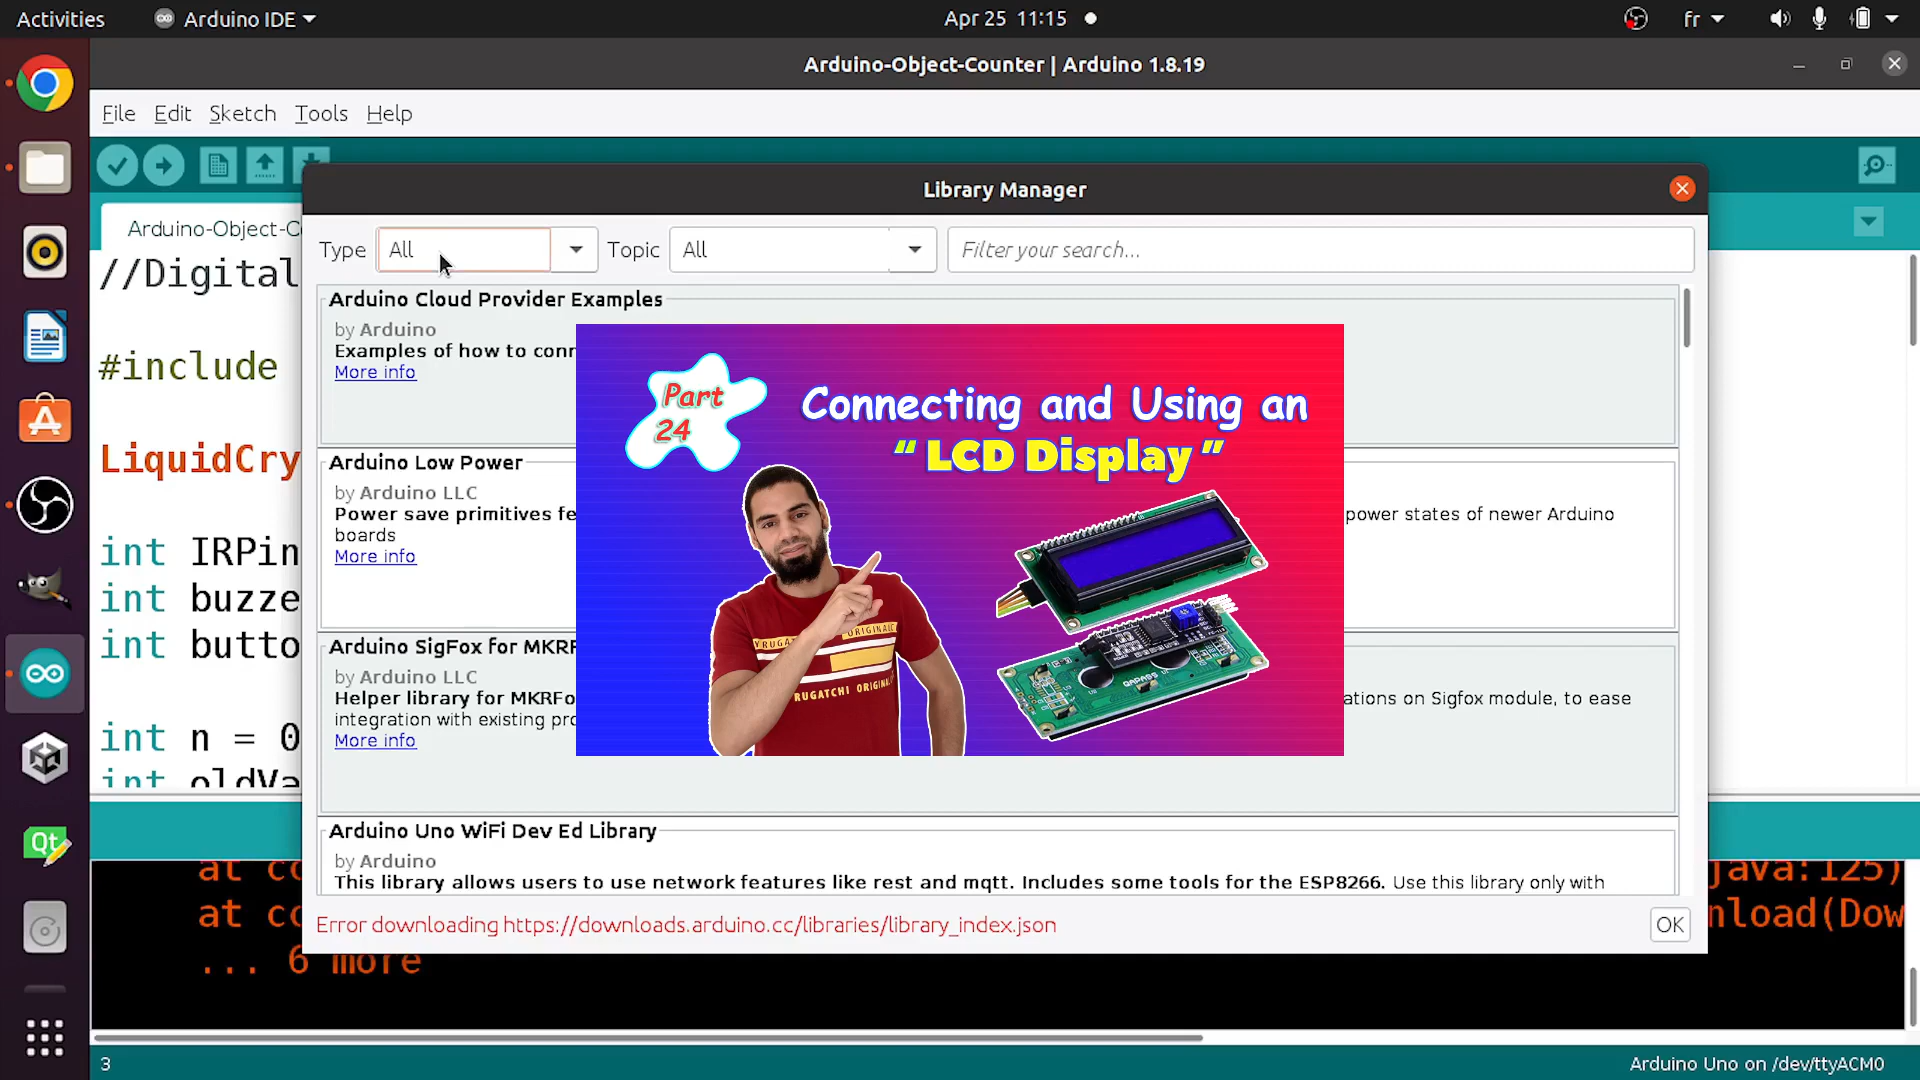 Activities
Arduino IDE
Apr 25 11:15
fr
Arduino-Object-Counter | Arduino 1.8.19
File Edit Sketch Tools Help
Library Manager
Arduino-Object-C
Type All Topic All Filter your search...
//Digital
#include
LiquidCry
int IRPin
int buzze
int butto
int n = 0
int oldVa
Arduino Cloud Provider Examples
by Arduino
Examples of how to conn
More info
Arduino Low Power
by Arduino LLC
Power save primitives fe
power states of newer Arduino
boards
More info
Arduino SigFox for MKRF
by Arduino LLC
Helper library for MKRFo
ations on Sigfox module, to ease
integration with existing pro
More info
Arduino Uno WiFi Dev Ed Library
by Arduino
This library allows users to use network features like rest and mqtt. Includes some tools for the ESP8266. Use this library only with
Part
24
Connecting and Using an
“ LCD Display ”
FRUGATCHI ORIGINAL
QAPASS
Error downloading https://downloads.arduino.cc/libraries/library_index.json
OK
at co
java:125)
at co
nload(Dow
... 6 more
3
Arduino Uno on /dev/ttyACM0
Qt